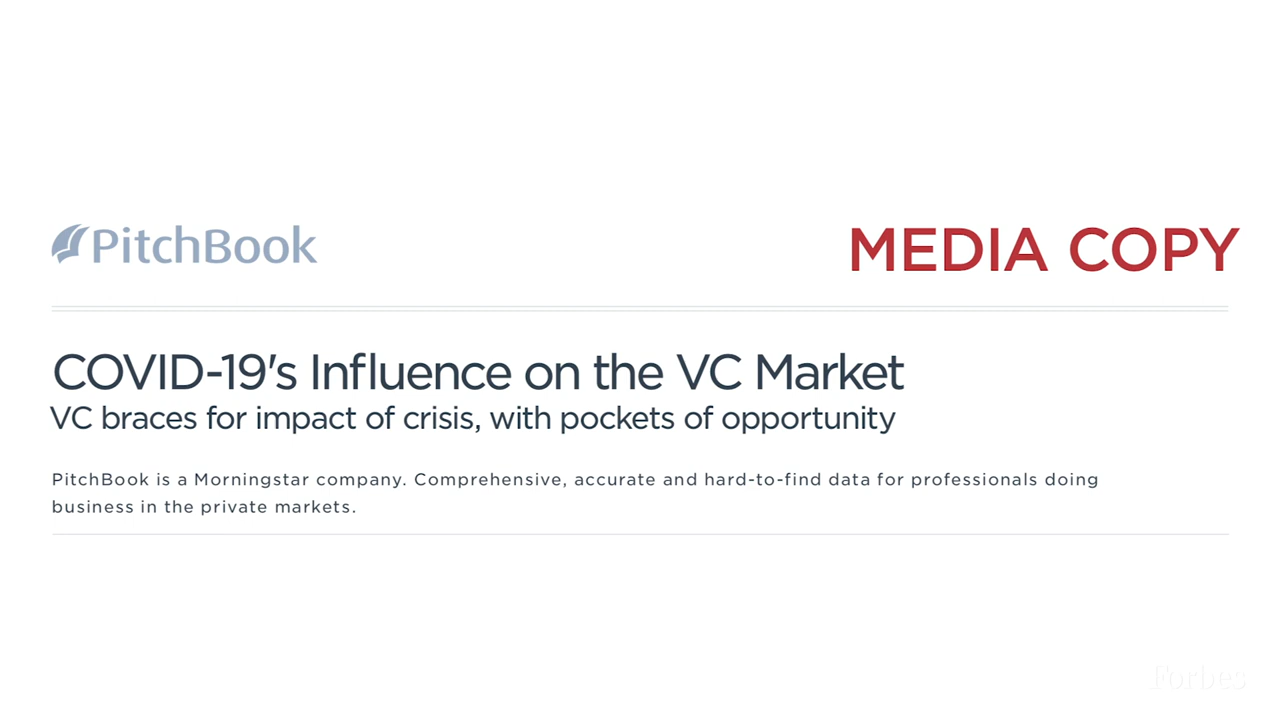 PitchBook
MEDIA COPY
COVID-19's Influence on the VC Market
VC braces for impact of crisis, with pockets of opportunity
PitchBook is a Morningstar company. Comprehensive, accurate and hard-to-find data for professionals doing
business in the private markets.
Forbes